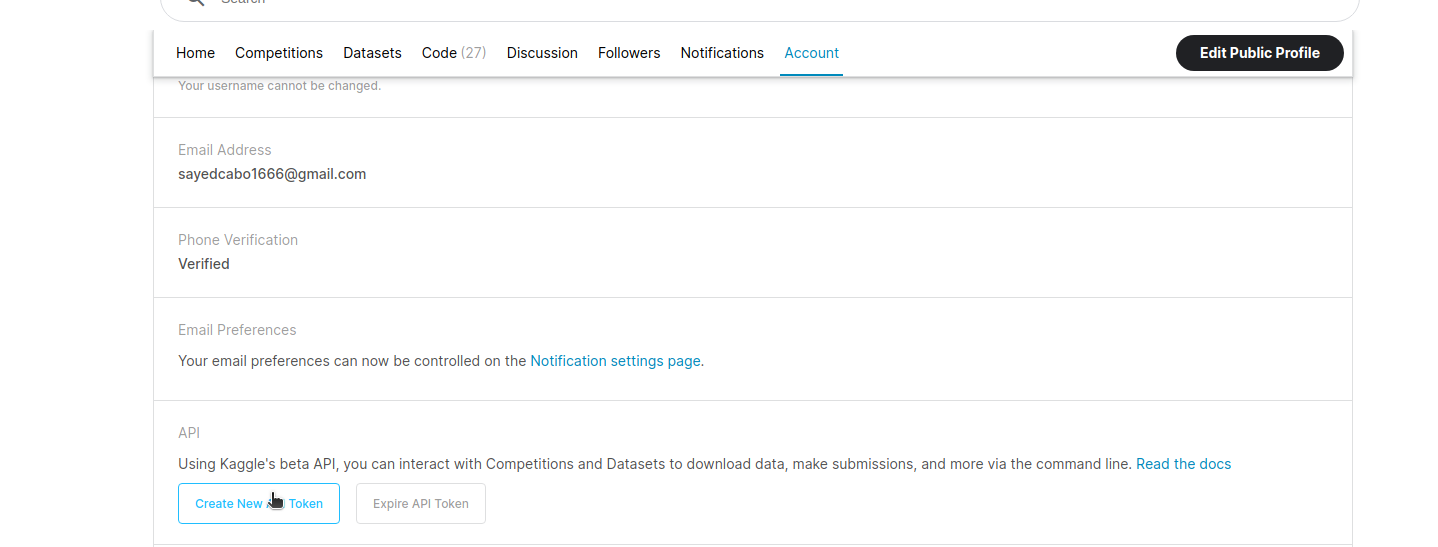 Search
Home Competitions Datasets Code (27) Discussion Followers Notifications Account Edit Public Profile
Your username cannot be changed.
Email Address
sayedcabo1666@gmail.com
Phone Verification
Verified
Email Preferences
Your email preferences can now be controlled on the Notification settings page.
API
Using Kaggle's beta API, you can interact with Competitions and Datasets to download data, make submissions, and more via the command line. Read the docs
Create New Token Expire API Token